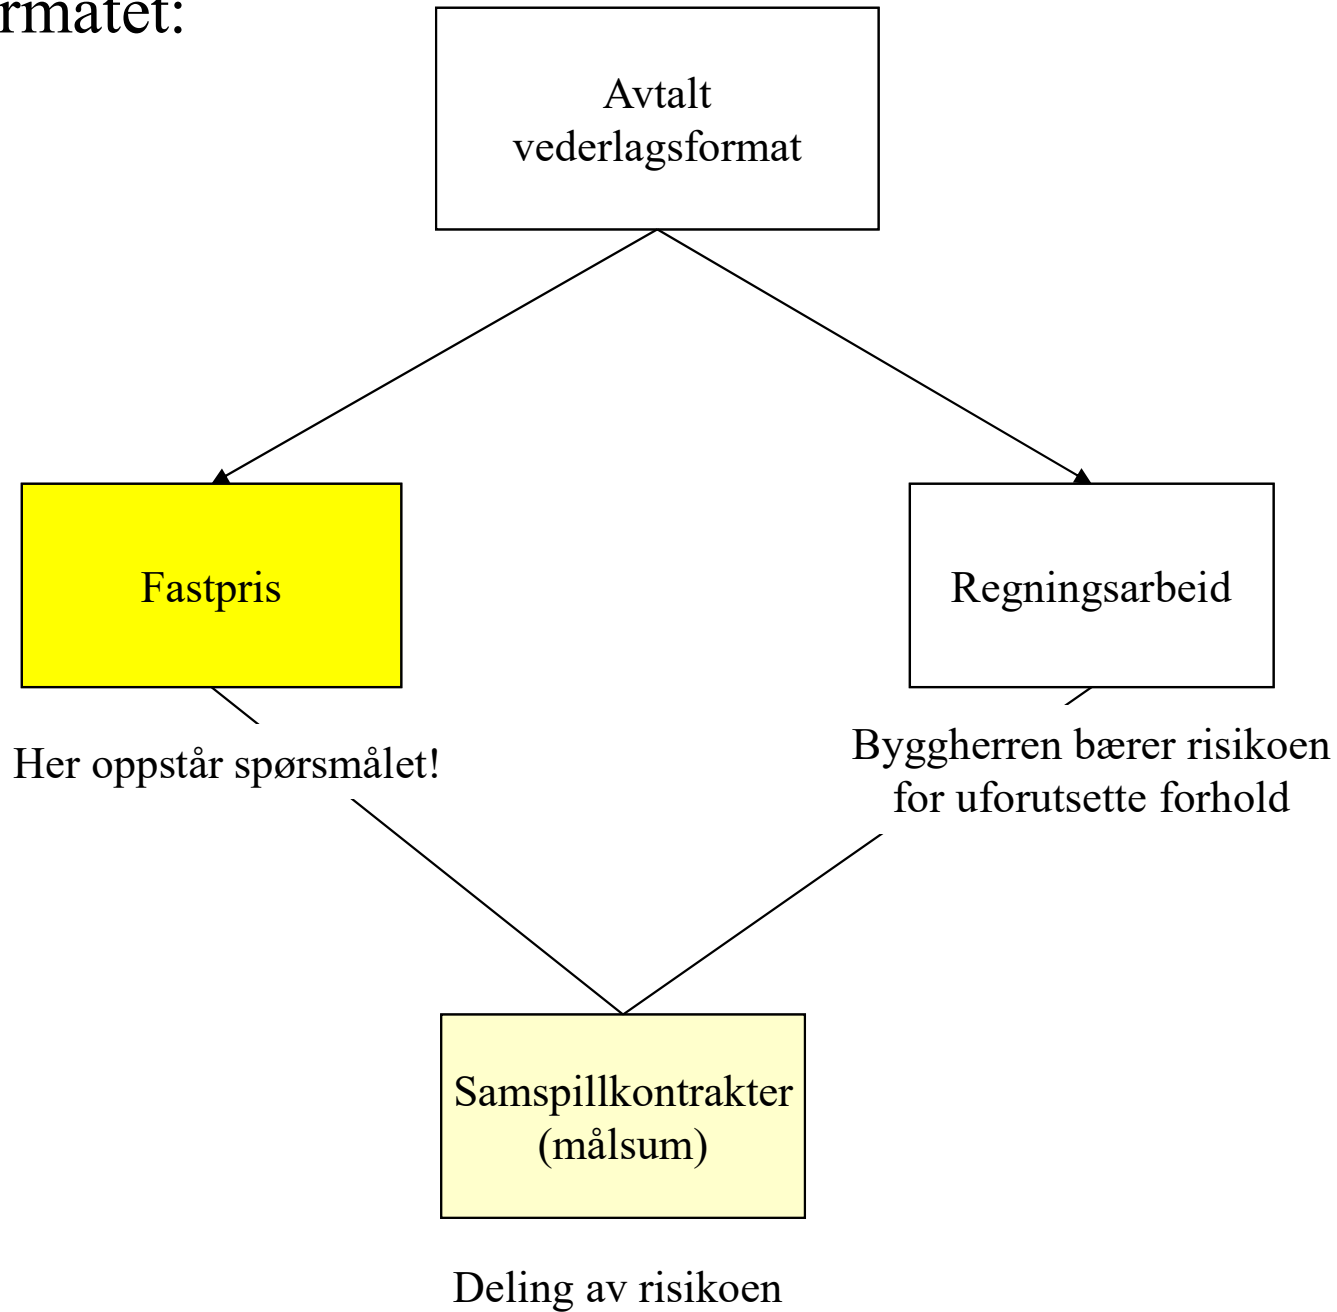 rmatet:
Avtalt
vederlagsformat
Fastpris
Regningsarbeid
Her oppstår spørsmålet!
Byggherren bærer risikoen
for uforutsette forhold
Samspillkontrakter
(målsum)
Deling av risikoen